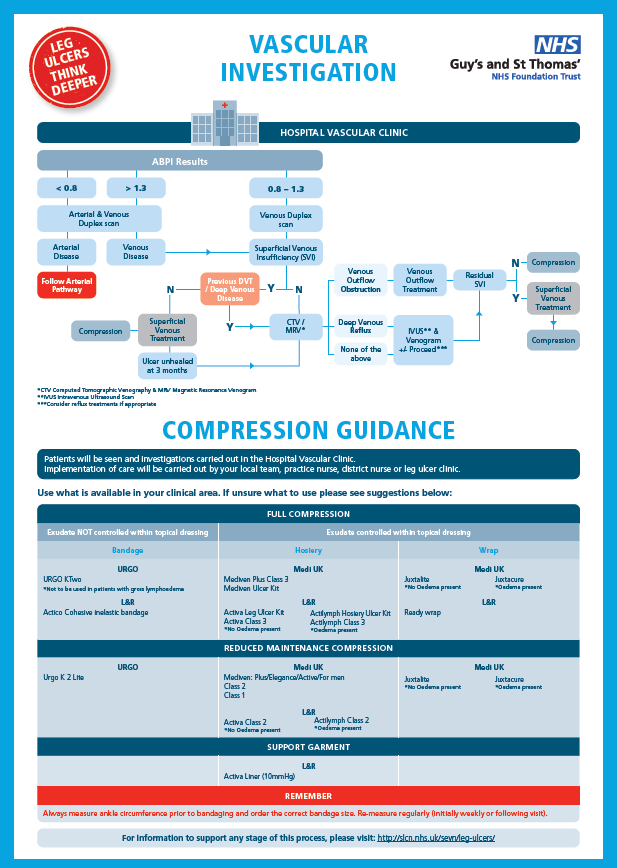 LEG
ULCERS
THINK
DEEPER
VASCULAR
INVESTIGATION
NHS
Guy's and St Thomas'
NHS Foundation Trust
HOSPITAL VASCULAR CLINIC
ABPI Results
< 0.8
> 1.3
0.8 – 1.3
Arterial & Venous
Duplex scan
Venous Duplex
scan
Arterial
Disease
Venous
Disease
Superficial Venous
Insufficiency (SVI)
Follow Arterial
Pathway
N
Previous DVT
/ Deep Venous
Disease
Y
N
Y
Compression
Superficial
Venous
Treatment
Ulcer unhealed
at 3 months
CTV /
MRV*
Venous
Outflow
Obstruction
Venous
Outflow
Treatment
Residual
SVI
Deep Venous
Reflux
None of the
above
IVUS** &
Venogram
+/- Proceed***
N
Compression
Y
Superficial
Venous
Treatment
Compression
*CTV Computed Tomographic Venography & MRV Magnetic Resonance Venogram
**IVUS Intravenous Ultrasound Scan
***Consider reflux treatments if appropriate
COMPRESSION GUIDANCE
Patients will be seen and investigations carried out in the Hospital Vascular Clinic.
Implementation of care will be carried out by your local team, practice nurse, district nurse or leg ulcer clinic.
Use what is available in your clinical area. If unsure what to use please see suggestions below:
FULL COMPRESSION
Exudate NOT controlled within topical dressing
Exudate controlled within topical dressing
Bandage
Hosiery
Wrap
URGO
URGO KTwo
*Not to be used in patients with gross lymphoedema
L&R
Actico Cohesive inelastic bandage
Medi UK
Mediven Plus Class 3
Mediven Ulcer Kit
L&R
Activa Leg Ulcer Kit
Activa Class 3
*No Oedema present
Actilymph Hosiery Ulcer Kit
Actilymph Class 3
*Oedema present
Medi UK
Juxtalite
*No Oedema present
Juxtacure
*Oedema present
L&R
Ready wrap
REDUCED MAINTENANCE COMPRESSION
URGO
Urgo K 2 Lite
Medi UK
Mediven: Plus/Elegance/Active/For men
Class 2
Class 1
L&R
Activa Class 2
*No Oedema present
Actilymph Class 2
*Oedema present
Medi UK
Juxtalite
*No Oedema present
Juxtacure
*Oedema present
SUPPORT GARMENT
L&R
Activa Liner (10mmHg)
REMEMBER
Always measure ankle circumference prior to bandaging and order the correct bandage size. Re-measure regularly (initially weekly or following visit).
For information to support any stage of this process, please visit: http://slcn.nhs.uk/sevn/leg-ulcers/